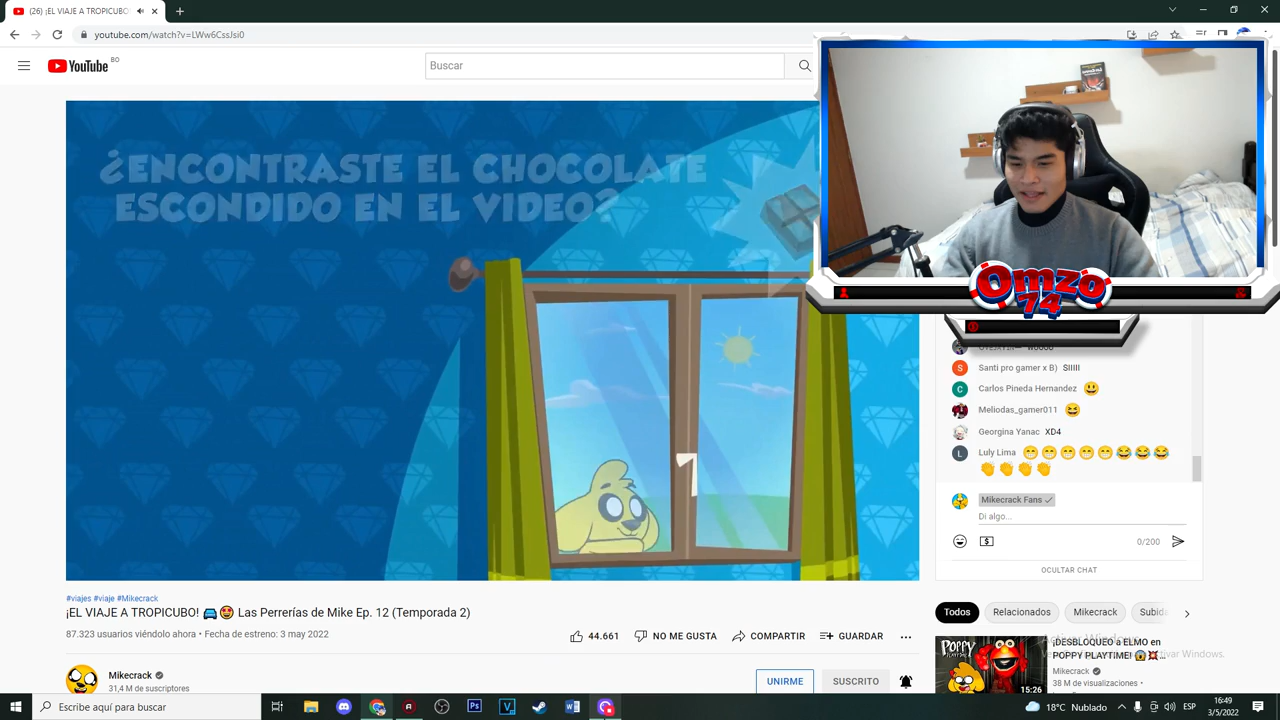 (26) ¡EL VIAJE A TROPICUBO!
youtube.com/watch?v=LWw6CssJsi0
YouTube BO
Buscar
¿ENCONTRASTE EL CHOCOLATE
ESCONDIDO EN EL VIDEO?
Omzo
74
Santi pro gamer x B) SIIIII
Carlos Pineda Hernandez 😃
Meliodas_gamer011 😆
Georgina Yanac XD4
Luly Lima 😁😁😁😁😁😂😂😂
👏👏👏👏
Mikecrack Fans ✓
Di algo...
0/200
OCULTAR CHAT
#viajes #viaje #Mikecrack
¡EL VIAJE A TROPICUBO! 🚘🤩 Las Perrerías de Mike Ep. 12 (Temporada 2)
87.323 usuarios viéndolo ahora • Fecha de estreno: 3 may 2022
44.661 NO ME GUSTA COMPARTIR GUARDAR ...
Mikecrack
31,4 M de suscriptores
UNIRME SUSCRITO
Todos Relacionados Mikecrack
¡DESBLOQUEO a ELMO en
POPPY PLAYTIME! 😱💥...
Mikecrack
38 M de visualizaciones •
POPPY
15:26
Activar Windows
Escribe aquí para buscar
18°C Nublado
ESP
16:49
3/5/2022